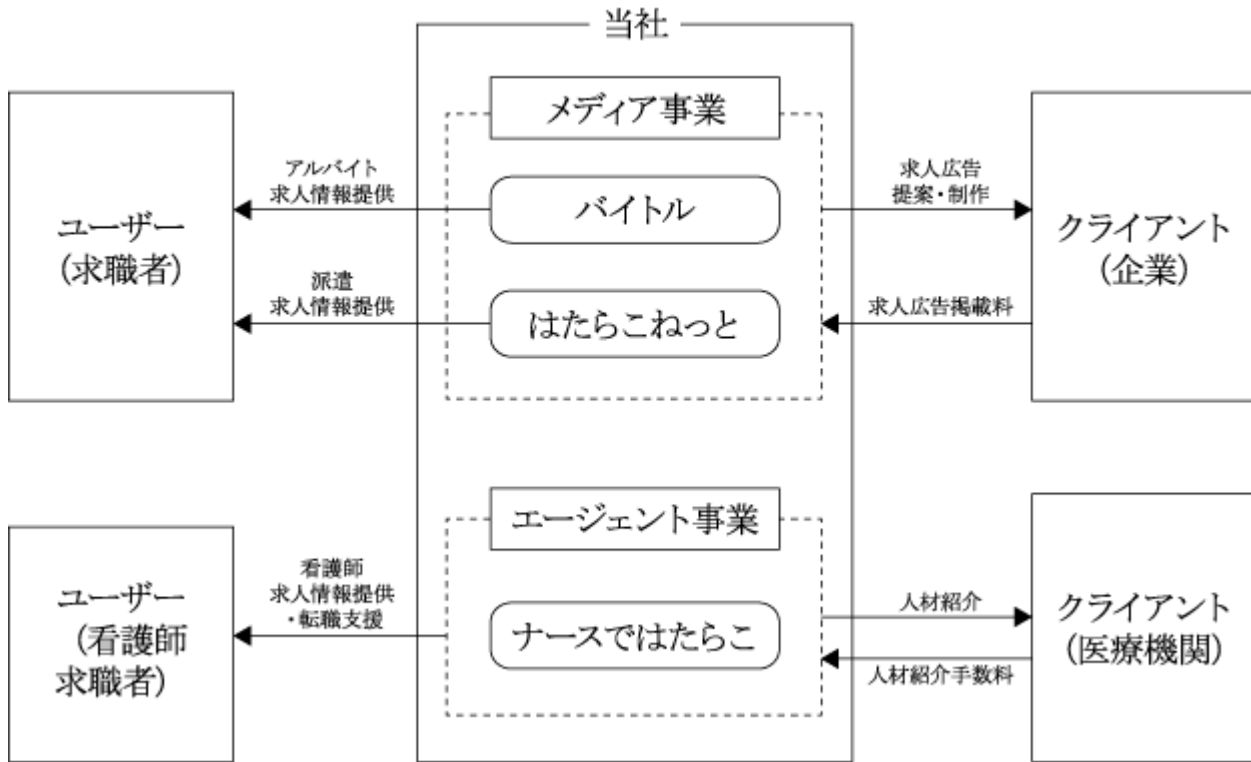 当社
メディア事業
アルバイト
求人情報提供
バイトル
求人広告
提案・制作
ユーザー
(求職者)
クライアント
(企業)
派遣
求人情報提供
はたらこねっと
求人広告掲載料
エージェント事業
看護師
求人情報提供
・転職支援
ユーザー
(看護師
求職者)
ナースではたらこ
人材紹介
クライアント
(医療機関)
人材紹介手数料